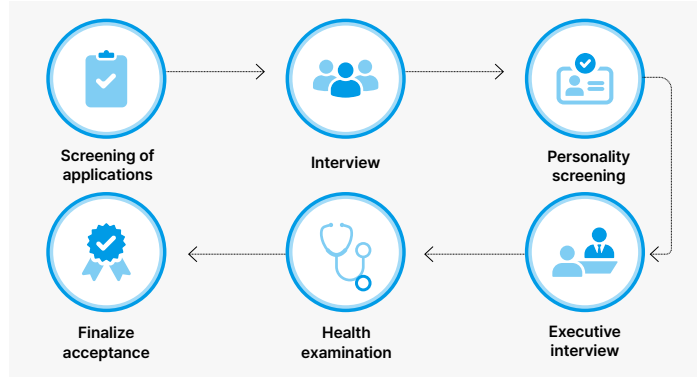 Screening of
applications
Interview
Personality
screening
Executive
interview
Health
examination
Finalize
acceptance